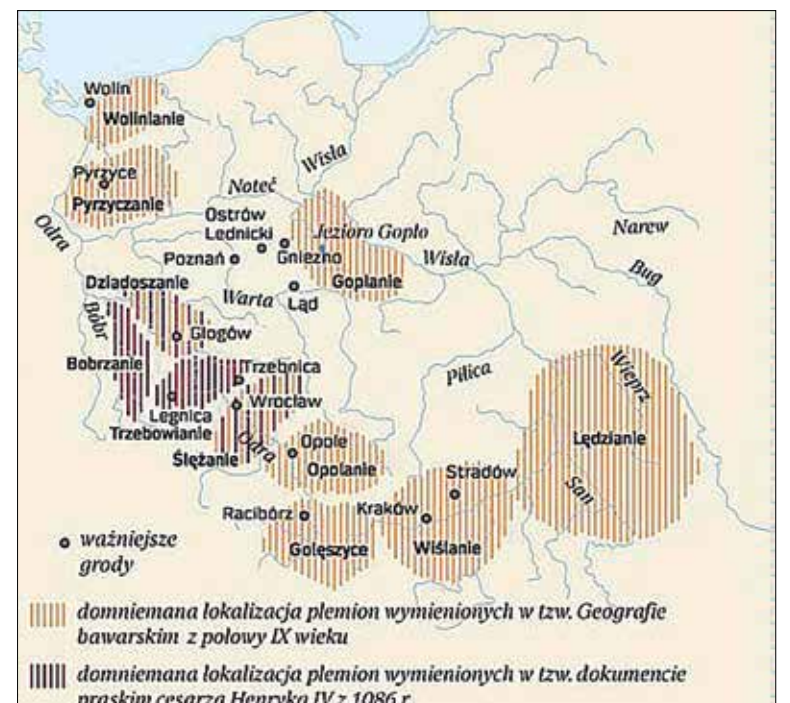 Wolin
Wolinianie
Pyrzyce
Pyrzyczanie
Wisła
Noteć
Odra
Ostrów
Lednicki
Jezioro Gopło
Narew
Poznań
Gniezno
Wisła
Bug
Dziadoszanie
Goplanie
Warta
Ląd
Bóbr
Głogów
Bobrzanie
Trzebnica
Pilica
Wieprz
Legnica
Wrocław
Trzebowianie
Opole
Lędzianie
Odra
Ślężanie
Opolanie
Stradów
San
Racibórz
Kraków
Golęszyce
Wiślanie
ważniejsze
grody
domniemana lokalizacja plemion wymienionych w tzw. Geografie
bawarskim z połowy IX wieku
domniemana lokalizacja plemion wymienionych w tzw. dokumencie
praskim cesarza Henryka IV z 1086 r.